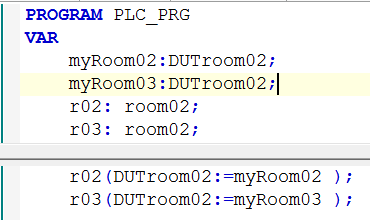 PROGRAM PLC_PRG
VAR
myRoom02:DUTroom02;
myRoom03:DUTroom02;
r02: room02;
r03: room02;
r02(DUTroom02:=myRoom02 );
r03(DUTroom02:=myRoom03 );